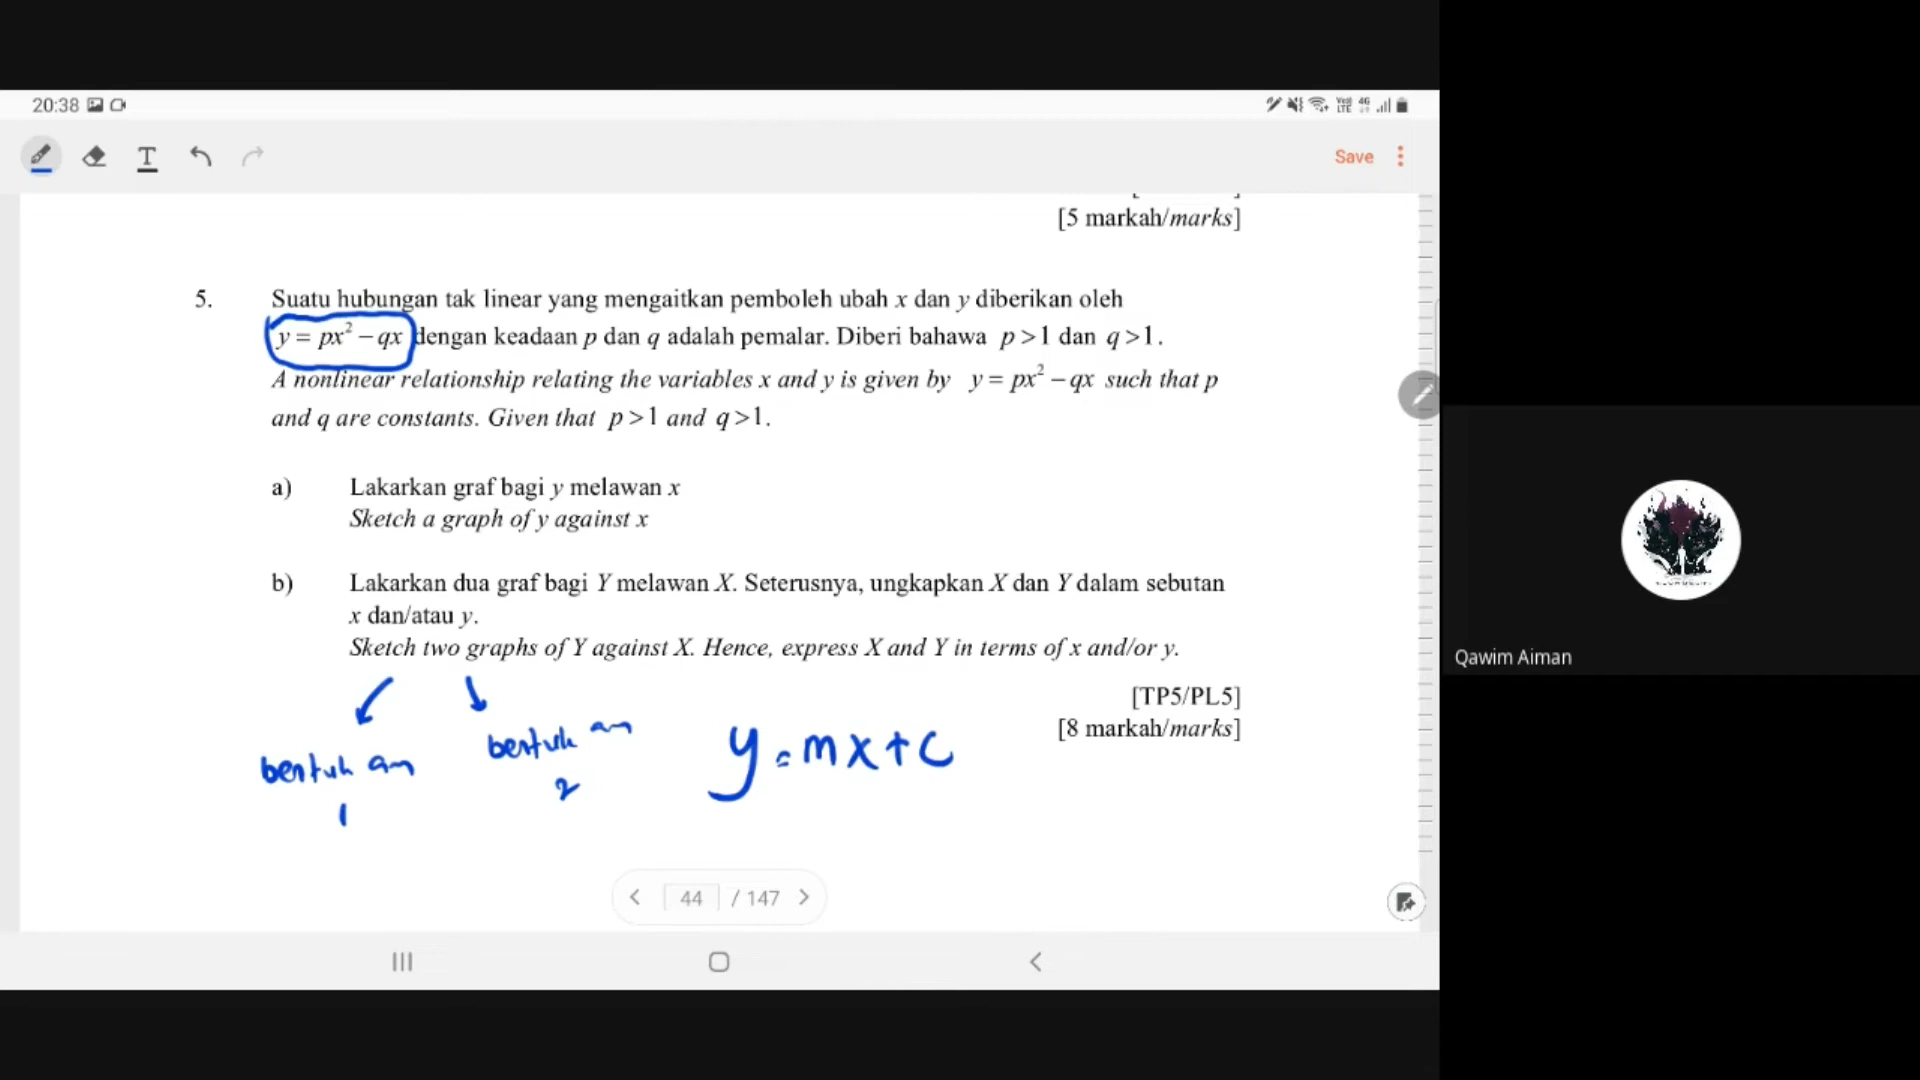 20:38
Vo) 4G
LTE
T
Save
[5 markah/marks]
5. Suatu hubungan tak linear yang mengaitkan pemboleh ubah x dan y diberikan oleh
y = px² − qx dengan keadaan p dan q adalah pemalar. Diberi bahawa p > 1 dan q > 1.
A nonlinear relationship relating the variables x and y is given by y = px² − qx such that p
and q are constants. Given that p > 1 and q > 1.
a) Lakarkan graf bagi y melawan x
Sketch a graph of y against x
b) Lakarkan dua graf bagi Y melawan X. Seterusnya, ungkapkan X dan Y dalam sebutan
x dan/atau y.
Sketch two graphs of Y against X. Hence, express X and Y in terms of x and/or y.
[TP5/PL5]
[8 markah/marks]
bentuk an
1
bentuk an
2
y = mx + c
44 / 147
Qawim Aiman